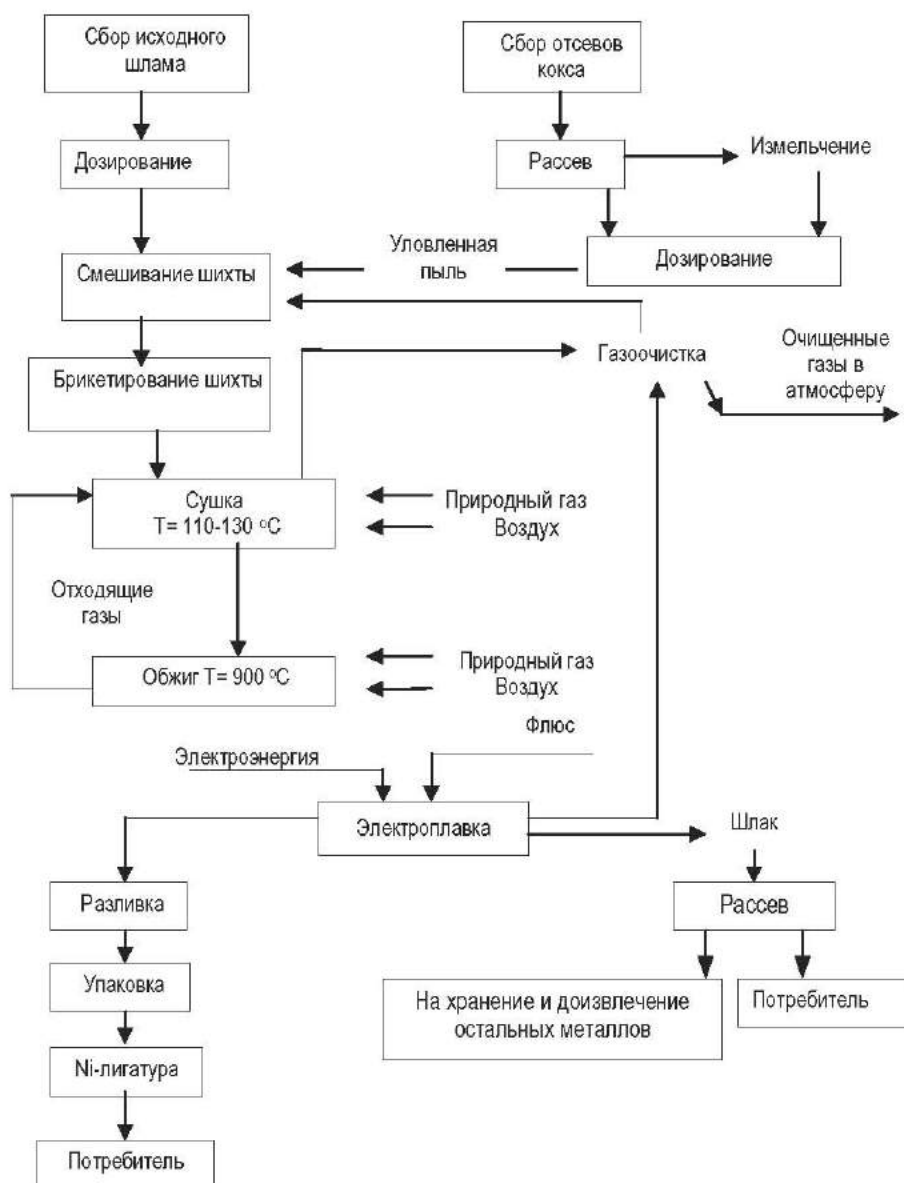 Сбор исходного
шлама
Сбор отсевов
кокса
Дозирование
Рассев
Измельчение
Смешивание шихты
Уловленная
пыль
Дозирование
Брикетирование шихты
Газоочистка
Очищенные
газы в
атмосферу
Сушка
T= 110-130 ºC
Природный газ
Воздух
Отходящие
газы
Обжиг T= 900 ºC
Природный газ
Воздух
Флюс
Электроэнергия
Электроплавка
Шлак
Разливка
Рассев
Упаковка
На хранение и доизвлечение
остальных металлов
Потребитель
Ni-лигатура
Потребитель